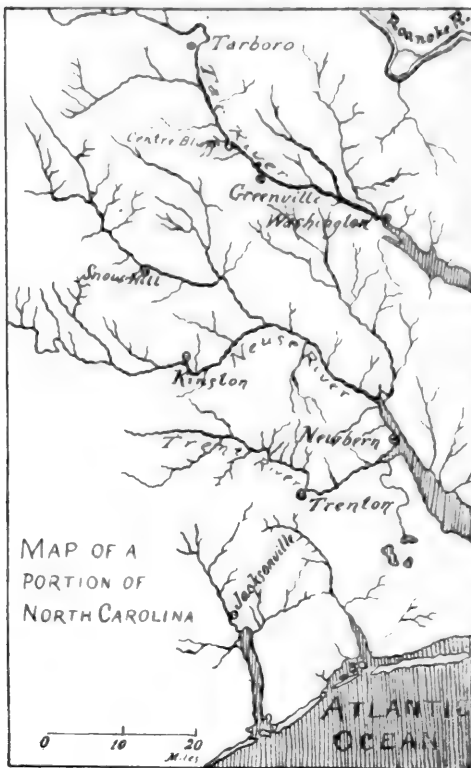 Roanoke R.
Tarboro
Tar River
Centre Bluff
Greenville
Washington
Snow Hill
Neuse River
Kinston
Newbern
Trent River
Trenton
MAP OF A
PORTION OF
NORTH CAROLINA
Jacksonville
ATLANTIC
OCEAN
0 10 20
Miles